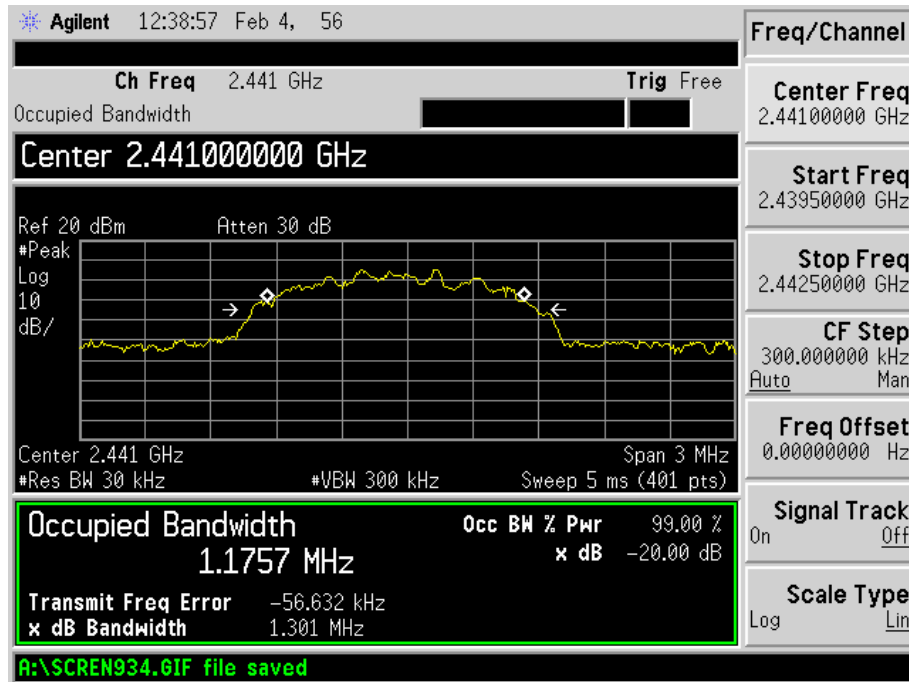 Agilent 12:38:57 Feb 4, 56
Ch Freq 2.441 GHz Trig Free
Occupied Bandwidth
Center 2.441000000 GHz
Ref 20 dBm Atten 30 dB
#Peak
Log
10
dB/
Center 2.441 GHz Span 3 MHz
#Res BW 30 kHz #VBW 300 kHz Sweep 5 ms (401 pts)
Occupied Bandwidth
1.1757 MHz
Occ BW % Pwr 99.00 %
x dB -20.00 dB
Transmit Freq Error -56.632 kHz
x dB Bandwidth 1.301 MHz
A:\SCREN934.GIF file saved
Freq/Channel
Center Freq
2.44100000 GHz
Start Freq
2.43950000 GHz
Stop Freq
2.44250000 GHz
CF Step
300.000000 kHz
Auto Man
Freq Offset
0.00000000 Hz
Signal Track
On Off
Scale Type
Log Lin